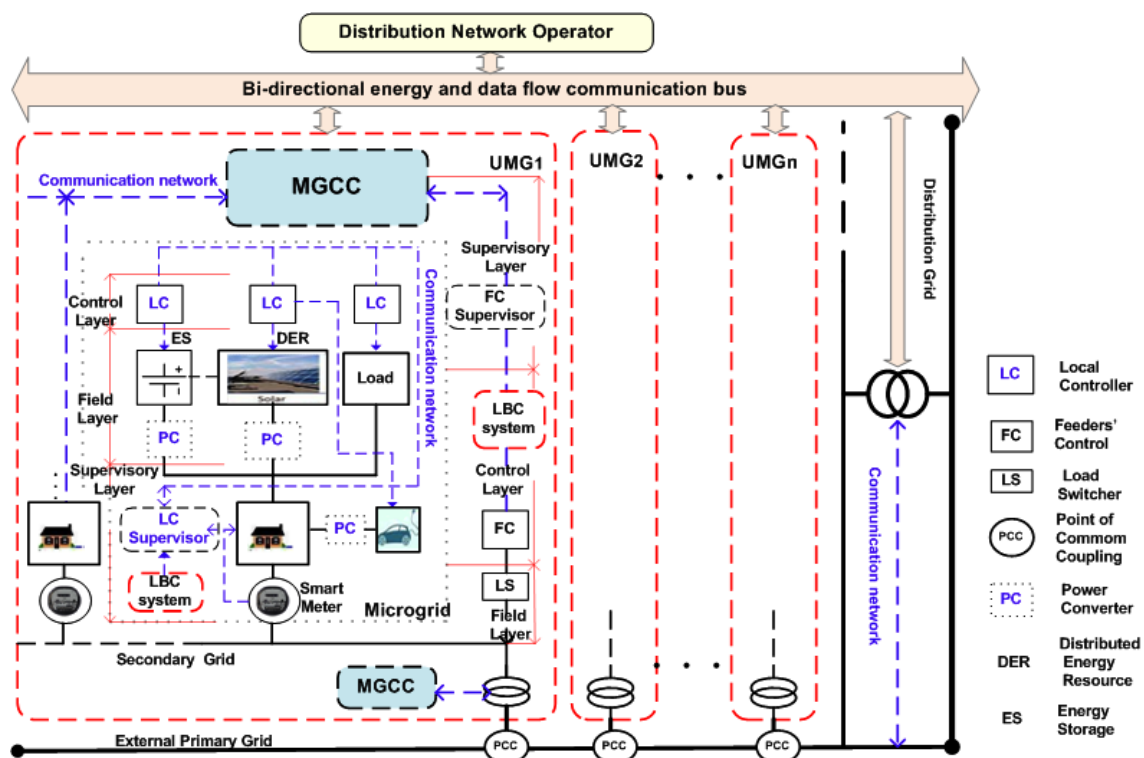 Distribution Network Operator
Bi-directional energy and data flow communication bus
UMG1
UMG2
UMGn
Communication network
MGCC
Supervisory
Layer
FC
Supervisor
Control
Layer
LC
LC
LC
ES
DER
Communication network
Load
Solar
Field
Layer
PC
PC
LBC
system
Control
Layer
Supervisory
Layer
LC
Supervisor
PC
FC
LBC
system
Smart
Meter
Microgrid
LS
Field
Layer
Secondary Grid
MGCC
External Primary Grid
PCC
PCC
PCC
Distribution Grid
Communication network
LC
Local
Controller
FC
Feeders'
Control
LS
Load
Switcher
PCC
Point of
Commom
Coupling
PC
Power
Converter
DER
Distributed
Energy
Resource
ES
Energy
Storage